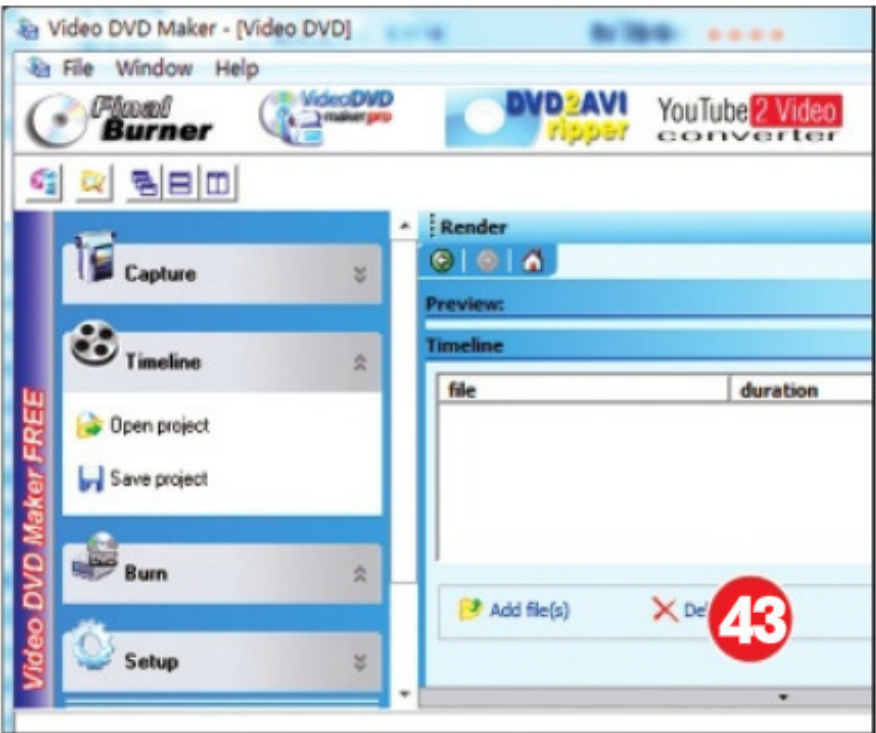 Video DVD Maker - [Video DVD]
File Window Help
Final Burner
VideoDVD maker pro
DVD2AVI ripper
YouTube 2 Video converter
Video DVD Maker FREE
Capture
Timeline
Open project
Save project
Burn
Setup
Render
Preview:
Timeline
file duration
Add file(s) De
43